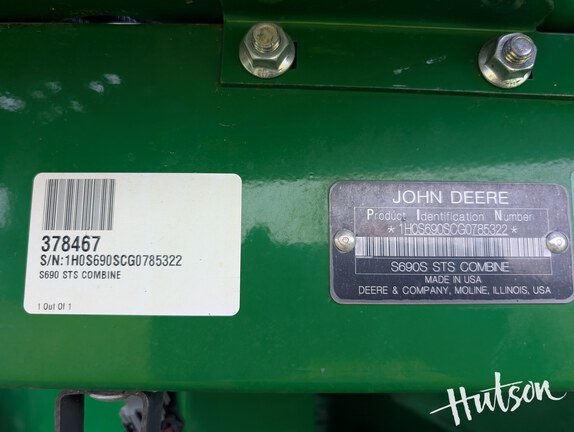 378467
S/N:1H0S690SCG0785322
S690 STS COMBINE
1 Out Of 1
JOHN DEERE
Product Identification Number
*1H0S690SCG0785322*
S690S STS COMBINE
MADE IN USA
DEERE & COMPANY, MOLINE, ILLINOIS, USA
Hutson